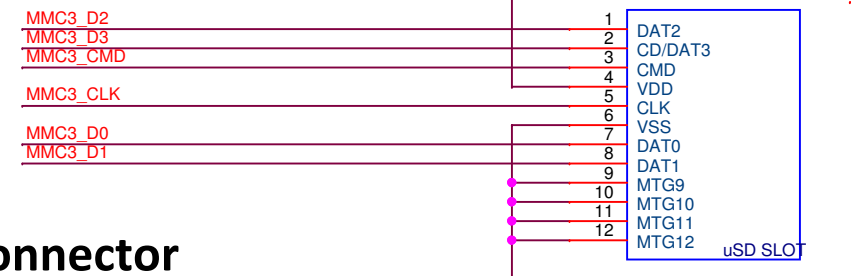 MMC3_D2
1
DAT2
MMC3_D3
2
CD/DAT3
MMC3_CMD
3
CMD
4
VDD
MMC3_CLK
5
CLK
6
VSS
MMC3_D0
7
DAT0
MMC3_D1
8
DAT1
9
MTG9
10
MTG10
11
MTG11
12
MTG12
uSD SLOT
onnector